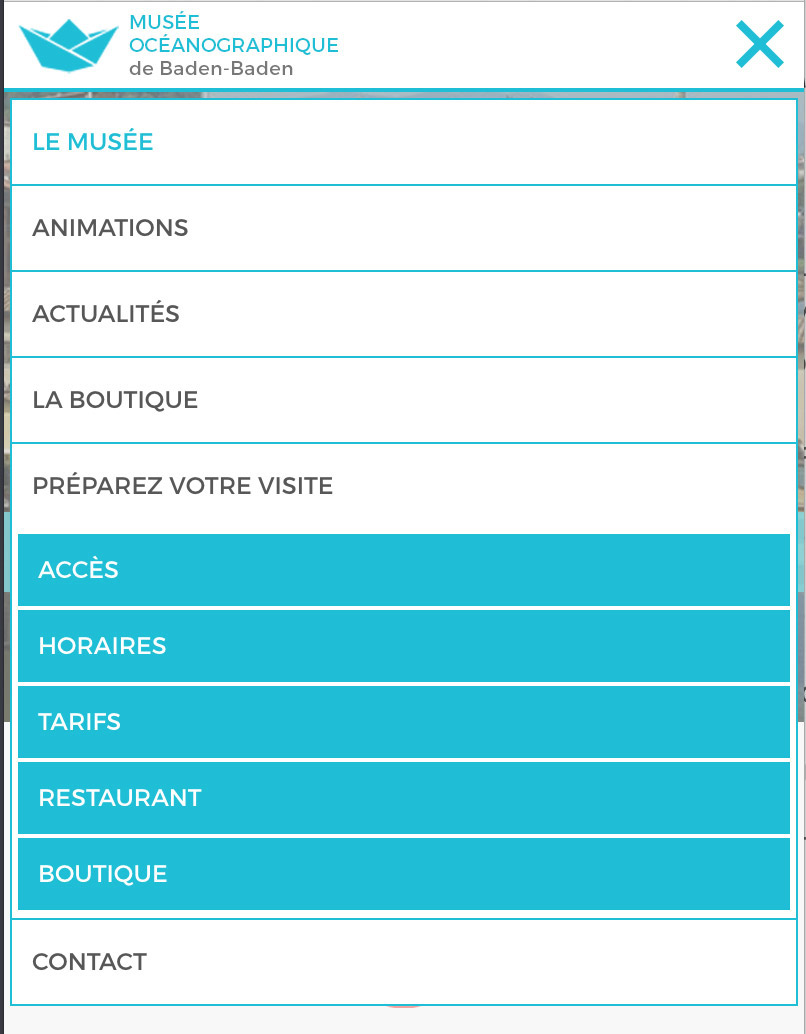 MUSÉE
OCÉANOGRAPHIQUE
de Baden-Baden
LE MUSÉE
ANIMATIONS
ACTUALITÉS
LA BOUTIQUE
PRÉPAREZ VOTRE VISITE
ACCÈS
HORAIRES
TARIFS
RESTAURANT
BOUTIQUE
CONTACT